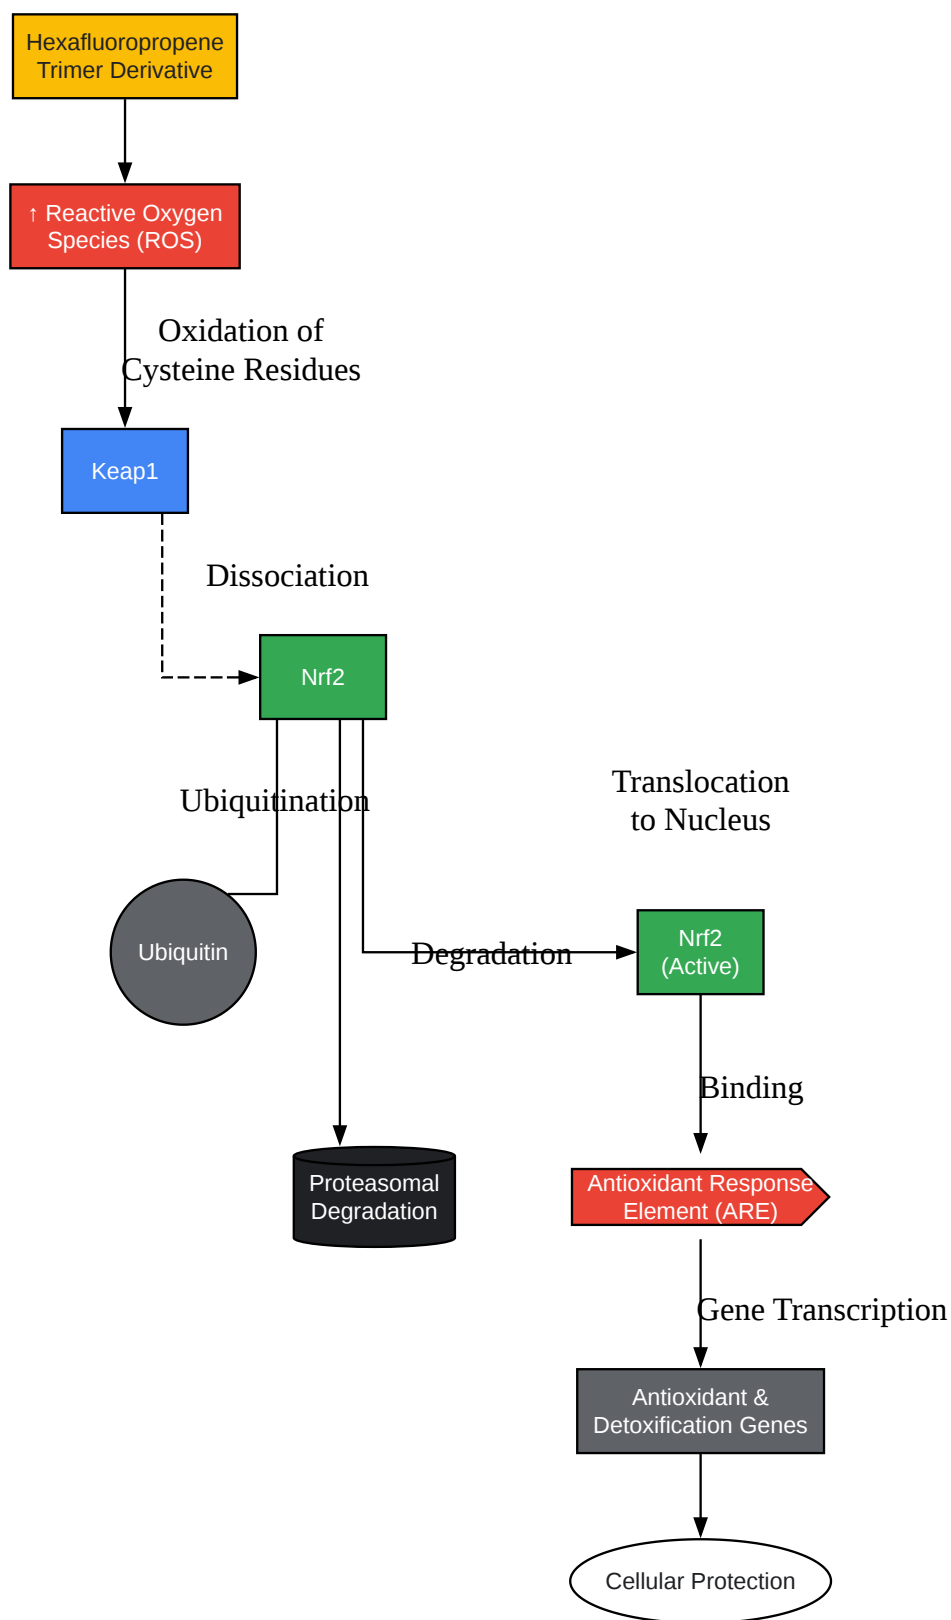 Hexafluoropropene
Trimer Derivative
↑ Reactive Oxygen
Species (ROS)
Oxidation of
Cysteine Residues
Keap1
Dissociation
Nrf2
Ubiquitination
Translocation
to Nucleus
Ubiquitin
Degradation
Nrf2
(Active)
Binding
Proteasomal
Degradation
Antioxidant Response
Element (ARE)
Gene Transcription
Antioxidant &
Detoxification Genes
Cellular Protection